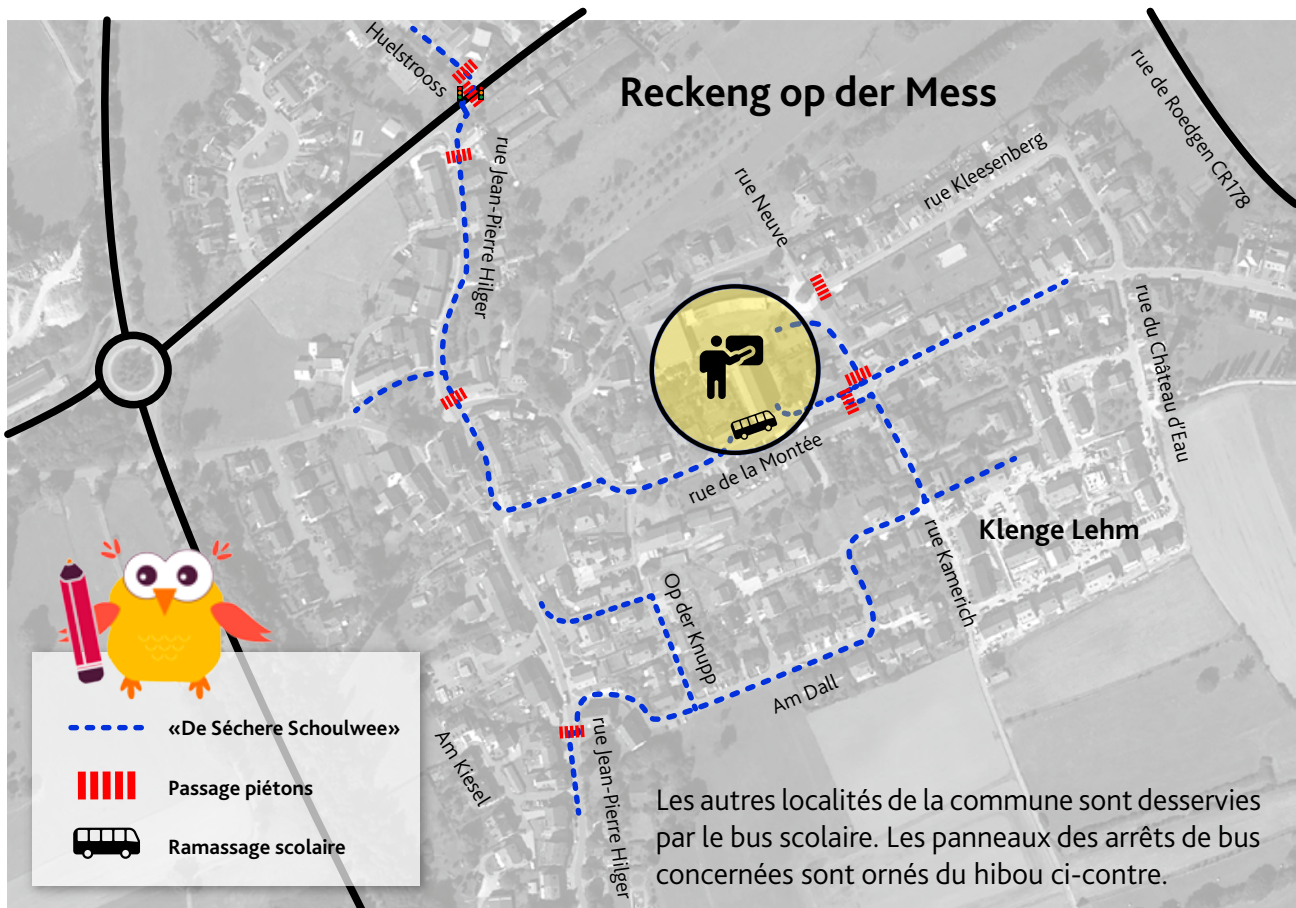 Reckeng op der Mess
Huelstrooss
rue de Roedgen CR178
rue Jean-Pierre Hilger
rue Neuve
rue Kleesenberg
rue du Château d'Eau
rue de la Montée
Klenge Lehm
rue Kamerich
Op der Knupp
Am Dall
rue Jean-Pierre Hilger
Am Kiesel
«De Séchere Schoulwee»
Passage piétons
Ramassage scolaire
Les autres localités de la commune sont desservies
par le bus scolaire. Les panneaux des arrêts de bus
concernées sont ornés du hibou ci-contre.